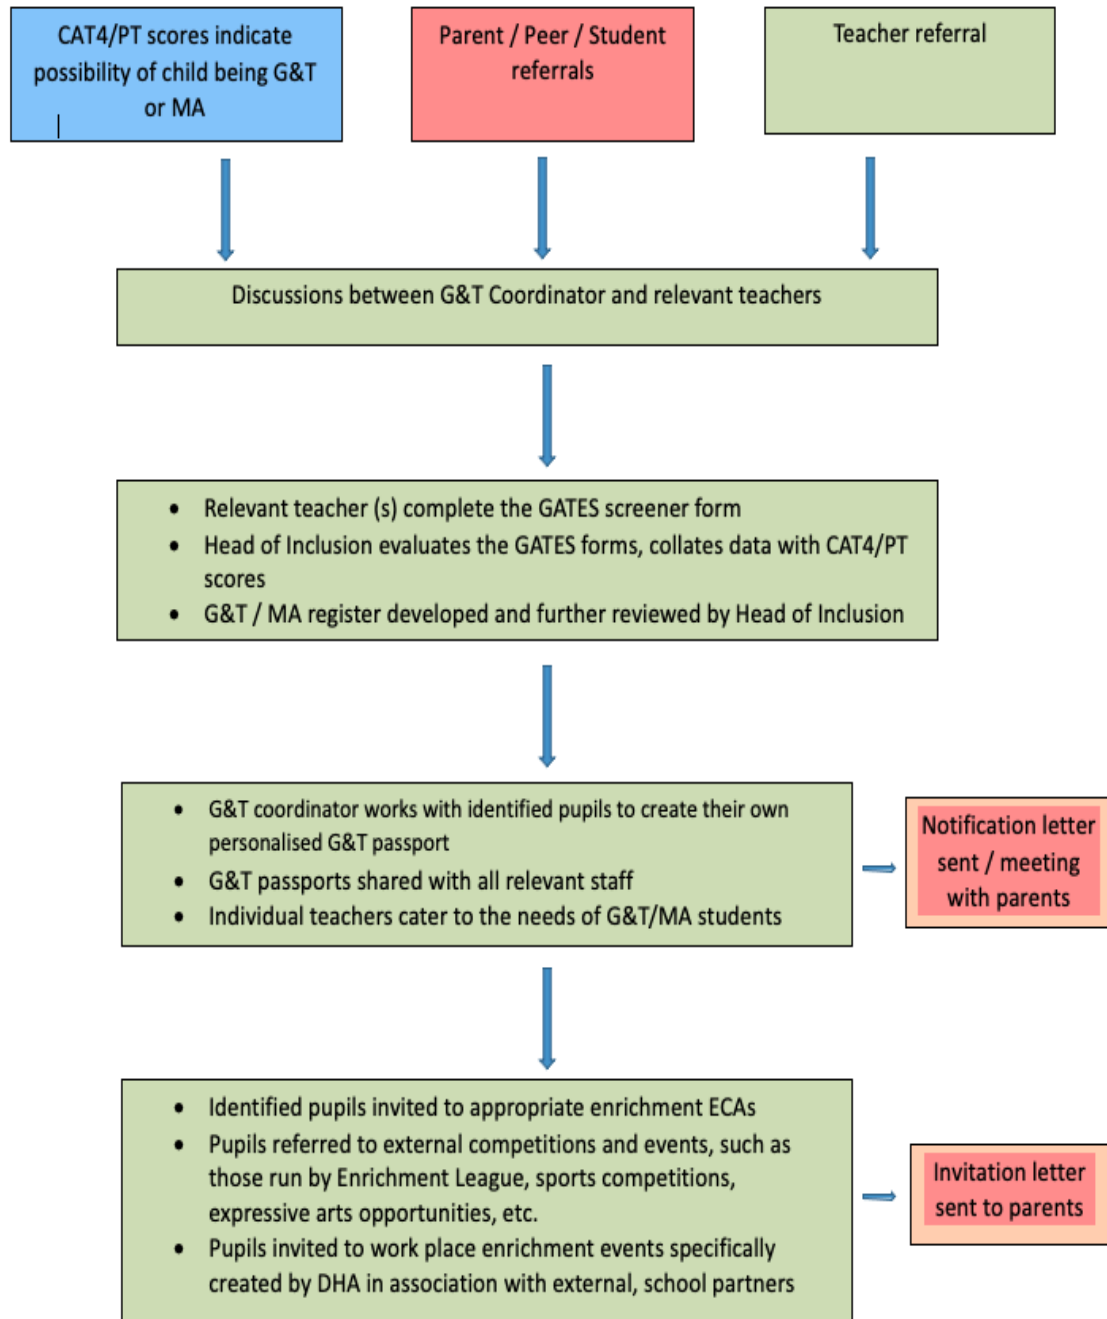 CAT4/PT scores indicate
possibility of child being G&T
or MA
Parent / Peer / Student
referrals
Teacher referral
Discussions between G&T Coordinator and relevant teachers
• Relevant teacher (s) complete the GATES screener form
• Head of Inclusion evaluates the GATES forms, collates data with CAT4/PT
scores
• G&T / MA register developed and further reviewed by Head of Inclusion
• G&T coordinator works with identified pupils to create their own
personalised G&T passport
• G&T passports shared with all relevant staff
• Individual teachers cater to the needs of G&T/MA students
Notification letter
sent / meeting
with parents
• Identified pupils invited to appropriate enrichment ECAs
• Pupils referred to external competitions and events, such as
those run by Enrichment League, sports competitions,
expressive arts opportunities, etc.
• Pupils invited to work place enrichment events specifically
created by DHA in association with external, school partners
Invitation letter
sent to parents